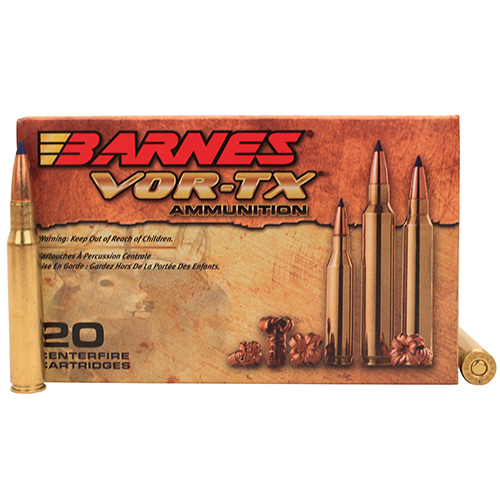 BARNES®
VOR-TX
AMMUNITION
Warning: Keep Out of Reach of Children.
Cartouches À Percussion Centrale
Mise En Garde : Gardez Hors De La Portée Des Enfants.
20
CENTERFIRE
CARTRIDGES